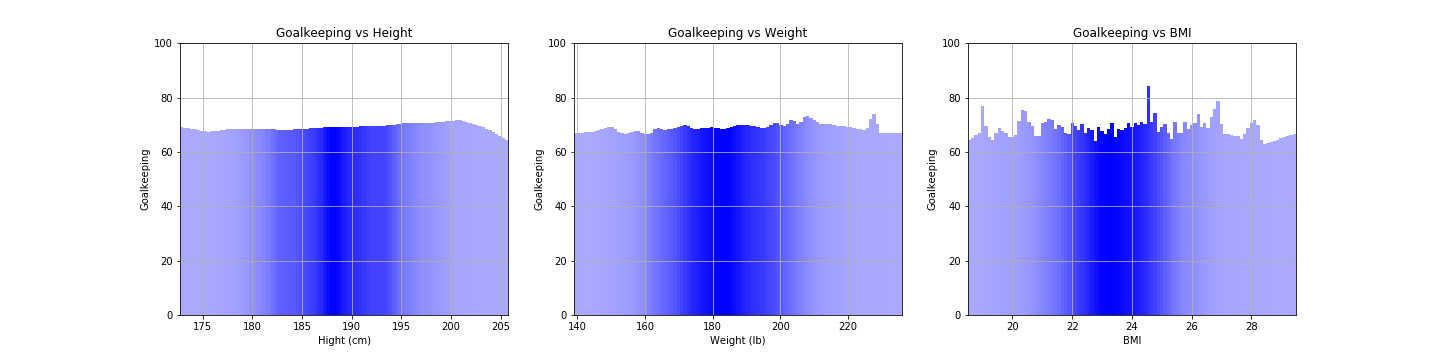 Goalkeeping vs Height
100
80
60
40
20
0
Goalkeeping
175 180 185 190 195 200 205
Hight (cm)
Goalkeeping vs Weight
100
80
60
40
20
0
Goalkeeping
140 160 180 200 220
Weight (lb)
Goalkeeping vs BMI
100
80
60
40
20
0
Goalkeeping
20 22 24 26 28
BMI